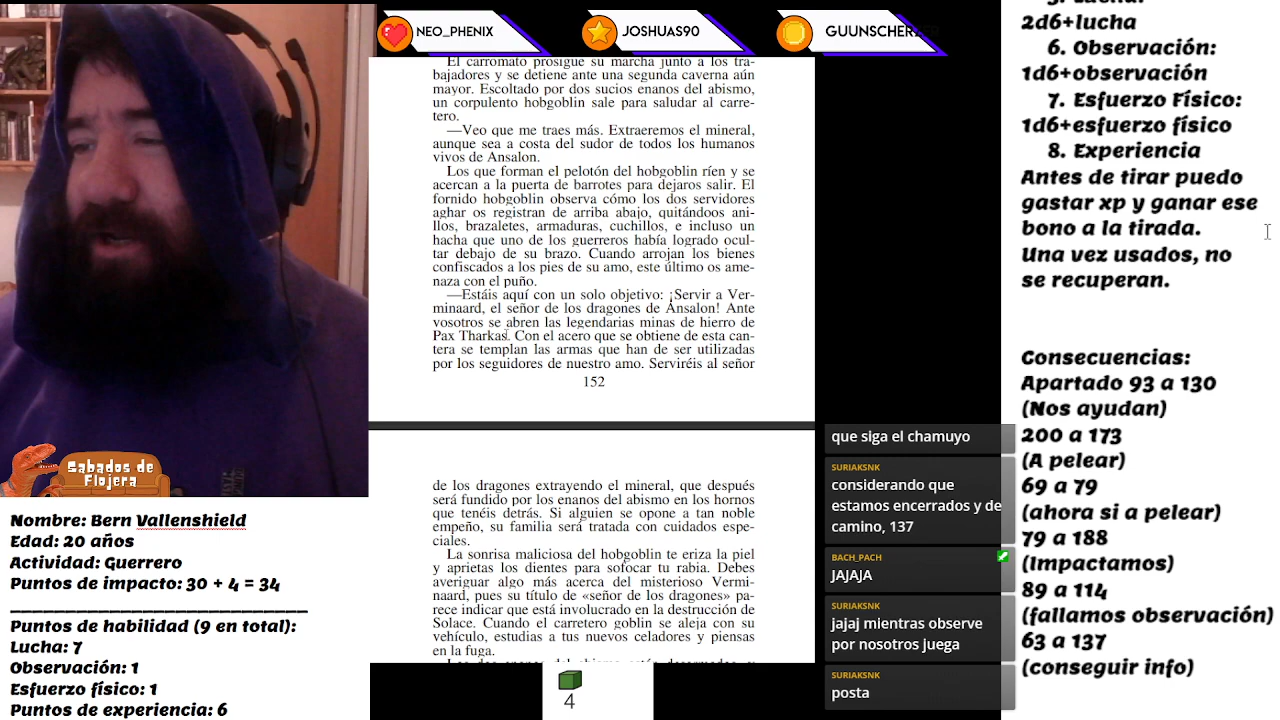 NEO_PHENIX
JOSHUAS90
GUUNSCHER
El carromato prosigue su marcha junto a los tra-
bajadores y se detiene ante una segunda caverna aún
mayor. Escoltado por dos sucios enanos del abismo,
un corpulento hobgoblin sale para saludar al carre-
tero.
—Veo que me traes más. Extraeremos el mineral,
aunque sea a costa del sudor de todos los humanos
vivos de Ansalon.
Los que forman el pelotón del hobgoblin ríen y se
acercan a la puerta de barrotes para dejaros salir. El
fornido hobgoblin observa cómo los dos servidores
aghar os registran de arriba abajo, quitándoos ani-
llos, brazaletes, armaduras, cuchillos, e incluso un
hacha que uno de los guerreros había logrado ocul-
tar debajo de su brazo. Cuando arrojan los bienes
confiscados a los pies de su amo, este último os ame-
naza con el puño.
—Estáis aquí con un solo objetivo: ¡Servir a Ver-
minaard, el señor de los dragones de Ansalon! Ante
vosotros se abren las legendarias minas de hierro de
Pax Tharkas. Con el acero que se obtiene de esta can-
tera se templan las armas que han de ser utilizadas
por los seguidores de nuestro amo. Serviréis al señor
152
de los dragones extrayendo el mineral, que después
será fundido por los enanos del abismo en los hornos
que tenéis detrás. Si alguien se opone a tan noble
empeño, su familia será tratada con cuidados espe-
ciales.
La sonrisa maliciosa del hobgoblin te eriza la piel
y aprietas los dientes para sofocar tu rabia. Debes
averiguar algo más acerca del misterioso Vermi-
naard, pues su título de «señor de los dragones» pa-
rece indicar que está involucrado en la destrucción de
Solace. Cuando el carretero goblin se aleja con su
vehículo, estudias a tus nuevos celadores y piensas
en la fuga.
4
que siga el chamuyo
SURIAKSNK
considerando que
estamos encerrados y de
camino, 137
BACH_PACH
JAJAJA
SURIAKSNK
jajaj mientras observe
por nosotros juega
SURIAKSNK
posta
2d6+lucha
6. Observación:
1d6+observación
7. Esfuerzo Físico:
1d6+esfuerzo físico
8. Experiencia
Antes de tirar puedo
gastar xp y ganar ese
bono a la tirada.
Una vez usados, no
se recuperan.
Consecuencias:
Apartado 93 a 130
(Nos ayudan)
200 a 173
(A pelear)
69 a 79
(ahora si a pelear)
79 a 188
(Impactamos)
89 a 114
(fallamos observación)
63 a 137
(conseguir info)
Sabados de
Flojera
Nombre: Bern Vallenshield
Edad: 20 años
Actividad: Guerrero
Puntos de impacto: 30 + 4 = 34
Puntos de habilidad (9 en total):
Lucha: 7
Observación: 1
Esfuerzo físico: 1
Puntos de experiencia: 6